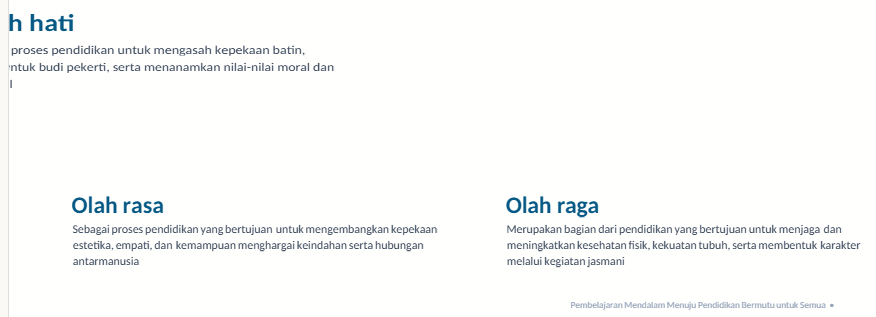 h hati
proses pendidikan untuk mengasah kepekaan batin,
ntuk budi pekerti, serta menanamkan nilai-nilai moral dan
l
Olah rasa
Sebagai proses pendidikan yang bertujuan untuk mengembangkan kepekaan
estetika, empati, dan kemampuan menghargai keindahan serta hubungan
antarmanusia
Olah raga
Merupakan bagian dari pendidikan yang bertujuan untuk menjaga dan
meningkatkan kesehatan fisik, kekuatan tubuh, serta membentuk karakter
melalui kegiatan jasmani
Pembelajaran Mendalam Menuju Pendidikan Bermutu untuk Semua •